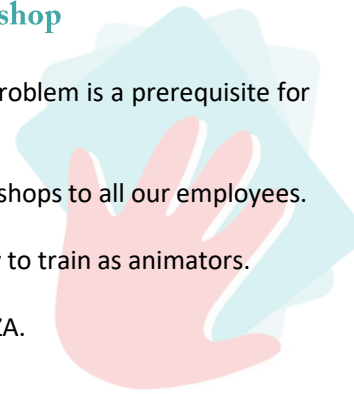 shop
roblem is a prerequisite for
shops to all our employees.
to train as animators.
ZA.